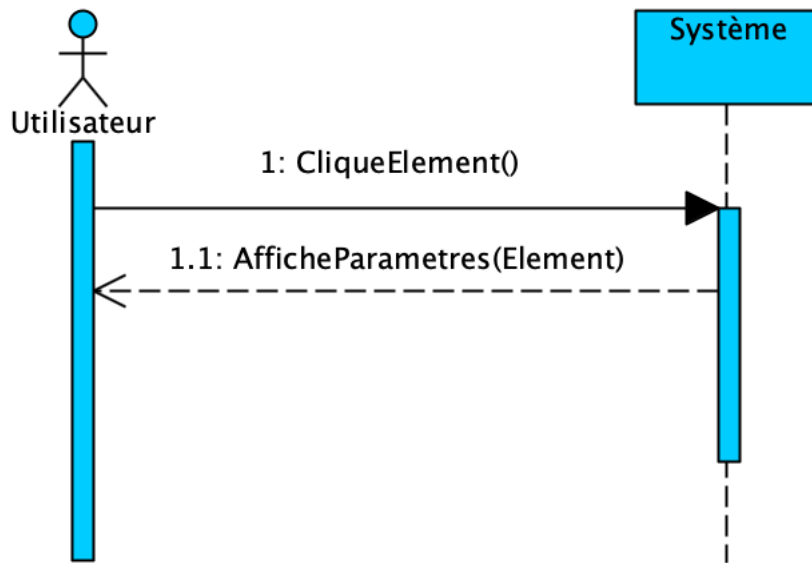 Système
Utilisateur
1: CliqueElement()
1.1: AfficheParametres(Element)